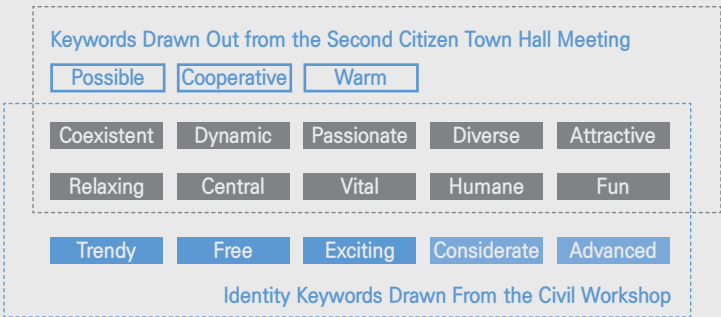 Keywords Drawn Out from the Second Citizen Town Hall Meeting
Possible Cooperative Warm
Coexistent Dynamic Passionate Diverse Attractive
Relaxing Central Vital Humane Fun
Trendy Free Exciting Considerate Advanced
Identity Keywords Drawn From the Civil Workshop